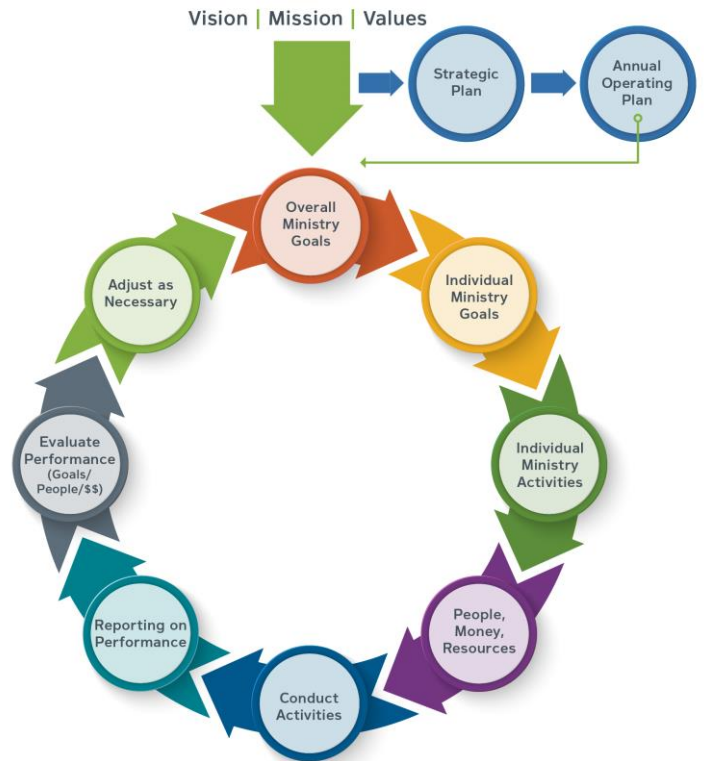 Vision | Mission | Values
Strategic
Plan
Annual
Operating
Plan
Overall
Ministry
Goals
Individual
Ministry
Goals
Individual
Ministry
Activities
People,
Money,
Resources
Conduct
Activities
Reporting on
Performance
Evaluate
Performance
(Goals/
People/$$)
Adjust as
Necessary